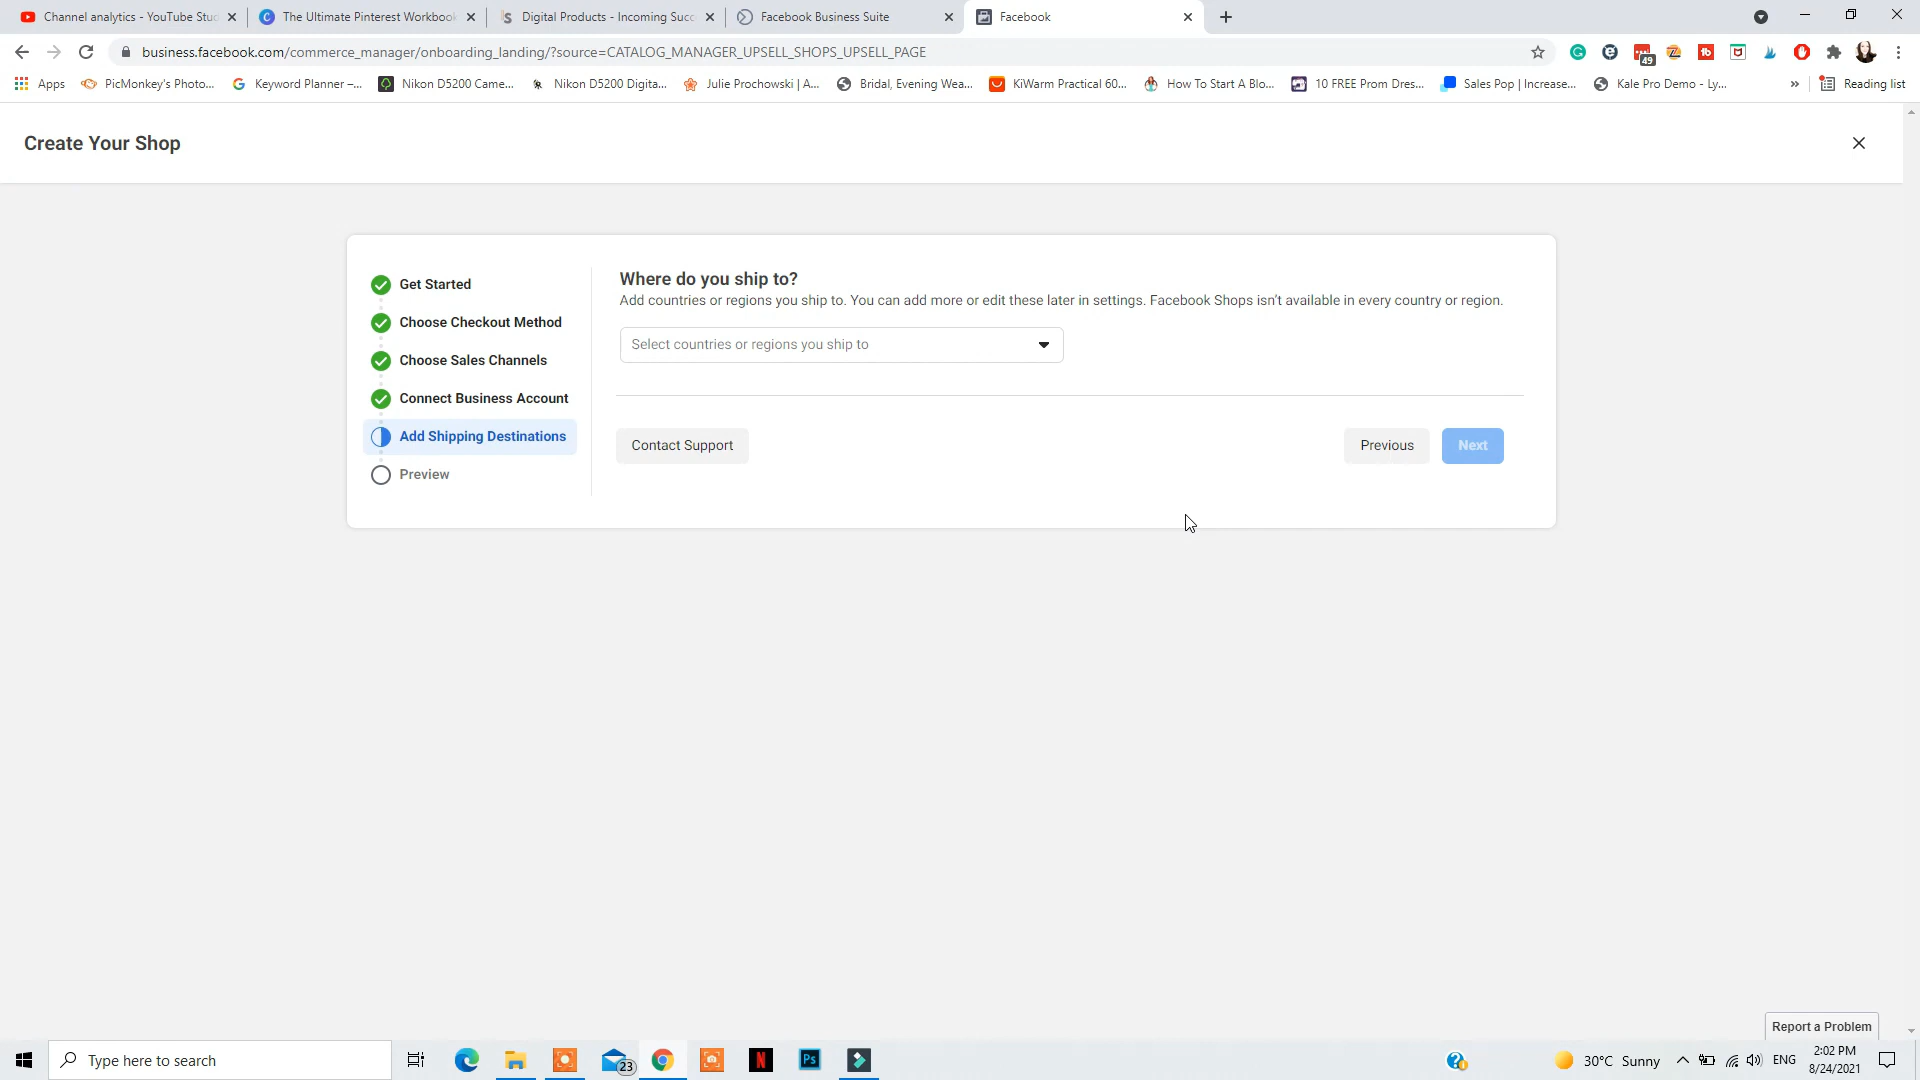 Channel analytics - YouTube Stu
The Ultimate Pinterest Workbook
Digital Products - Incoming Succ
Facebook Business Suite
Facebook
business.facebook.com/commerce_manager/onboarding_landing/?source=CATALOG_MANAGER_UPSELL_SHOPS_UPSELL_PAGE
49
Apps
PicMonkey's Photo...
Keyword Planner –...
Nikon D5200 Came...
Nikon D5200 Digita...
Julie Prochowski | A...
Bridal, Evening Wea...
KiWarm Practical 60...
How To Start A Blo...
10 FREE Prom Dres...
Sales Pop | Increase...
Kale Pro Demo - Ly...
»
Reading list
Create Your Shop
Get Started
Choose Checkout Method
Choose Sales Channels
Connect Business Account
Add Shipping Destinations
Preview
Where do you ship to?
Add countries or regions you ship to. You can add more or edit these later in settings. Facebook Shops isn't available in every country or region.
Select countries or regions you ship to
Contact Support
Previous
Next
Report a Problem
Type here to search
23
N
Ps
30°C Sunny
ENG
2:02 PM
8/24/2021